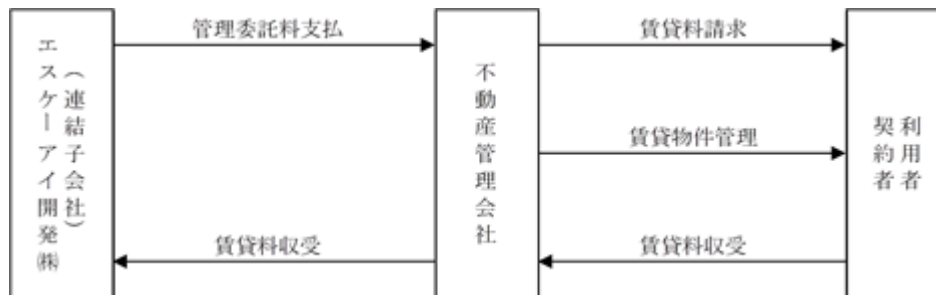 エスケーアイ開発㈱
(連結子会社)
管理委託料支払
賃貸料収受
不動産管理会社
賃貸料請求
賃貸物件管理
賃貸料収受
利用者
契約者